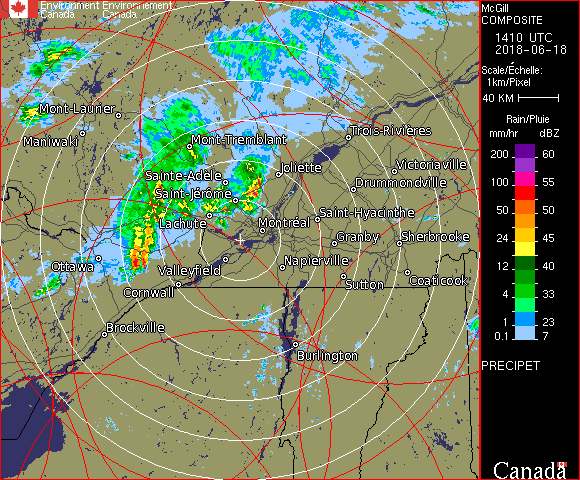 Environment Environnement
Canada Canada
McGill
COMPOSITE
1410 UTC
2018-06-18
Scale/Échelle:
1km/Pixel
40 KM
Rain/Pluie
mm/hr dBZ
200 60
100 55
50 50
24 45
12 40
4 33
1 23
0.1 7
PRECIPET
Canada
Mont-Laurier
Maniwaki
Mont-Tremblant
Trois-Rivières
Sainte-Adèle
Joliette
Victoriaville
Saint-Jérôme
Drummondville
Lachute
Montréal
Saint-Hyacinthe
Granby
Sherbrooke
Ottawa
Valleyfield
Napierville
Cornwall
Sutton
Coaticook
Brockville
Burlington